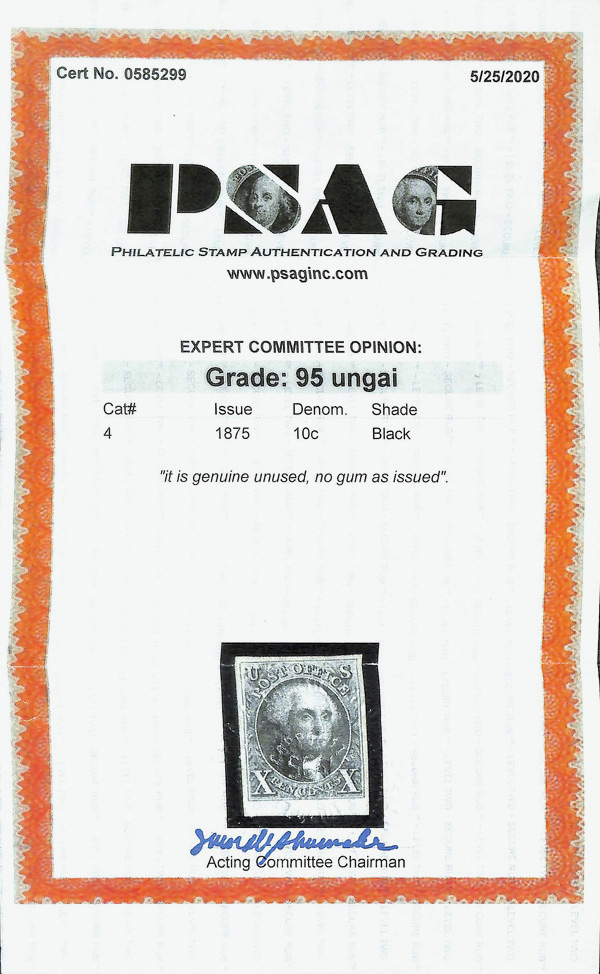 Cert No. 0585299
5/25/2020
PSAG
PHILATELIC STAMP AUTHENTICATION AND GRADING
www.psaginc.com
EXPERT COMMITTEE OPINION:
Grade: 95 ungai
Cat# Issue Denom. Shade
4 1875 10c Black
"it is genuine unused, no gum as issued".
U S
POST OFFICE
X TEN CENTS X
Acting Committee Chairman